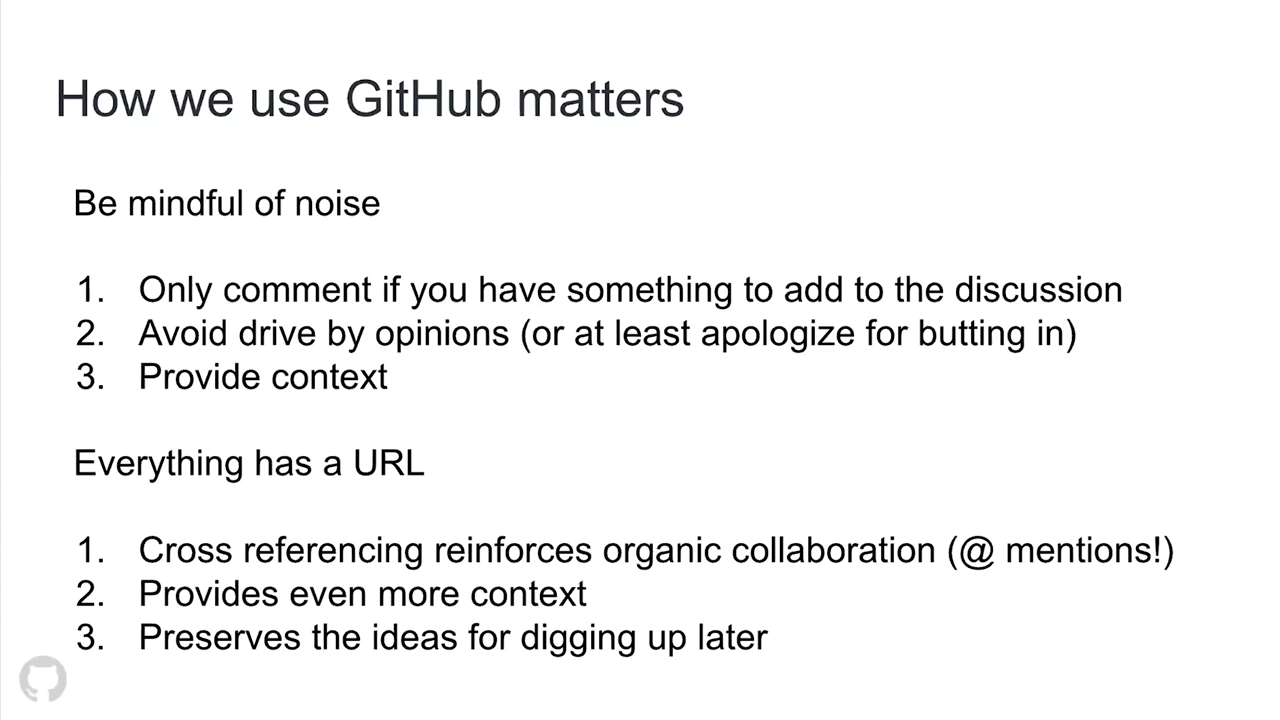 How we use GitHub matters
Be mindful of noise
1. Only comment if you have something to add to the discussion
2. Avoid drive by opinions (or at least apologize for butting in)
3. Provide context
Everything has a URL
1. Cross referencing reinforces organic collaboration (@ mentions!)
2. Provides even more context
3. Preserves the ideas for digging up later